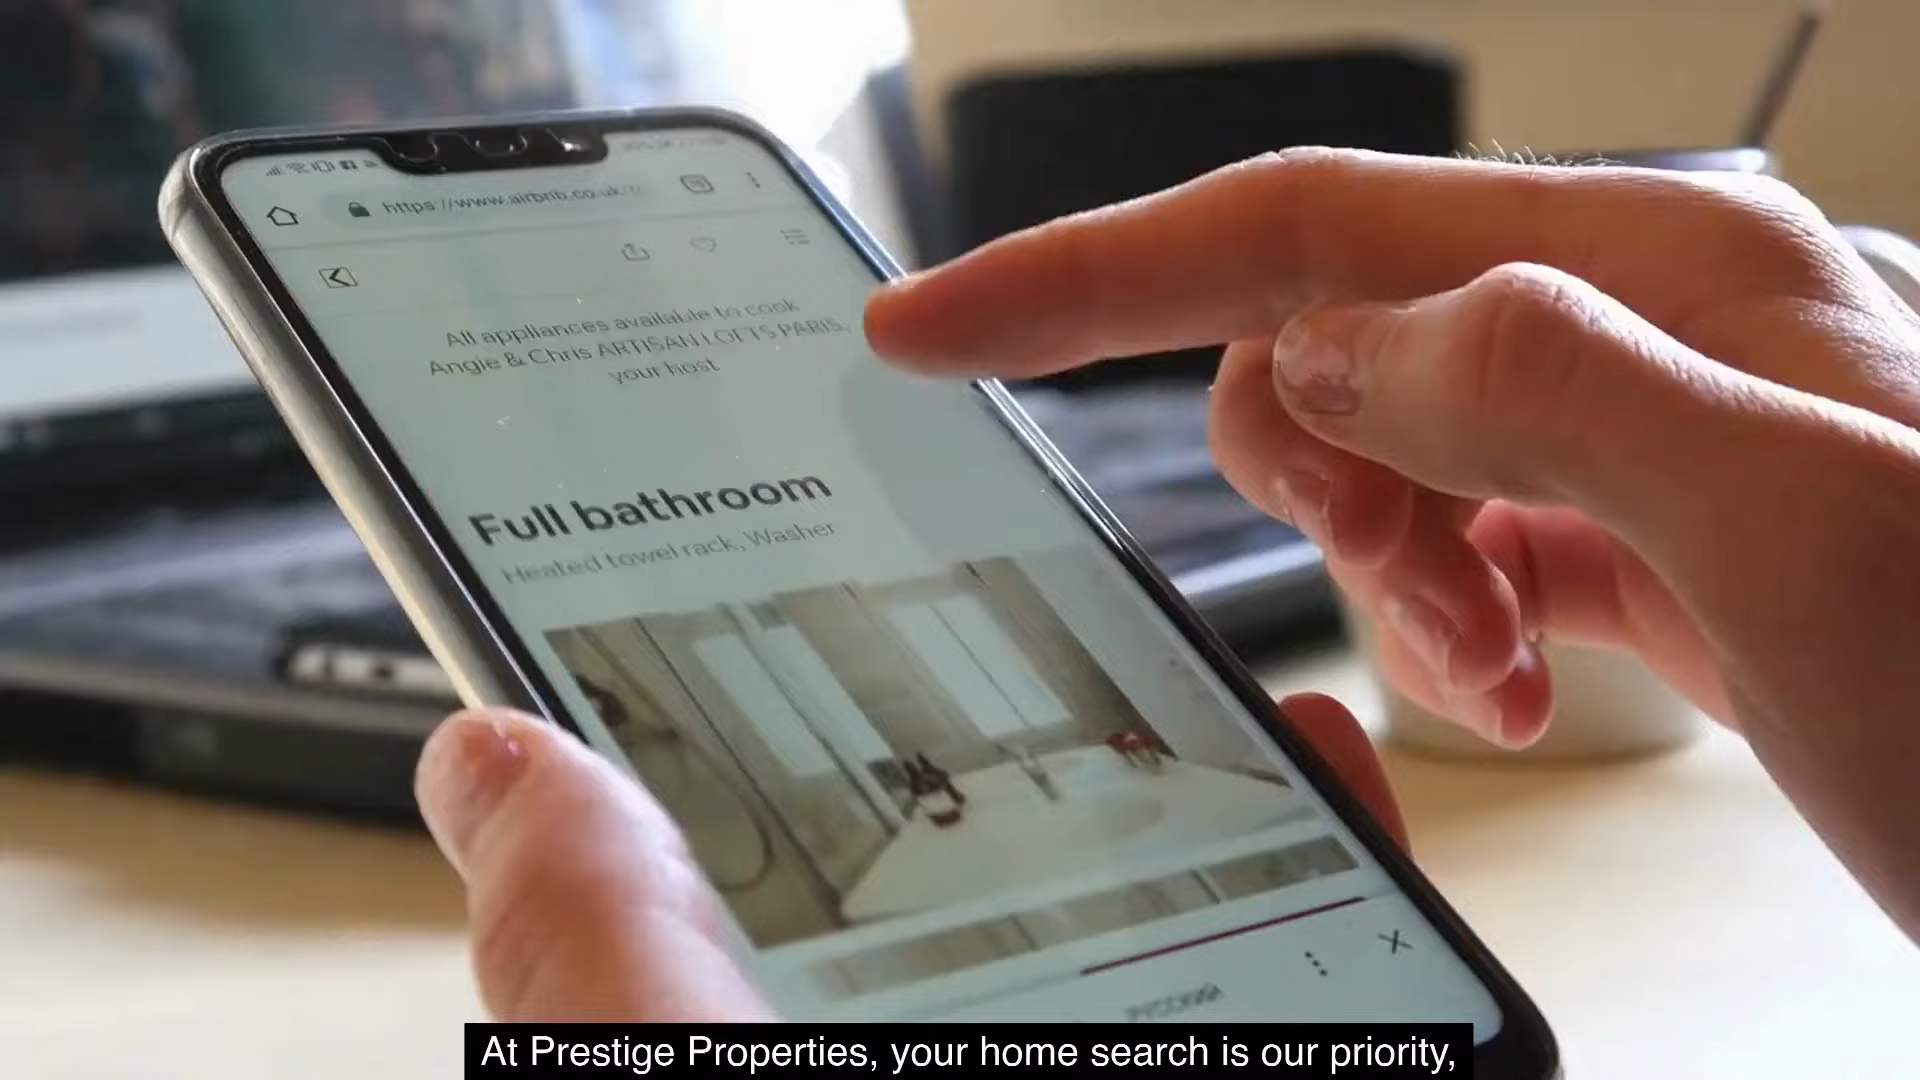 https://www.airbnb.co.uk/r
All appliances available to cook
Angie & Chris ARTISAN LOFTS PARIS,
your host
Full bathroom
Heated towel rack, Washer
РУССКИЙ
At Prestige Properties, your home search is our priority,